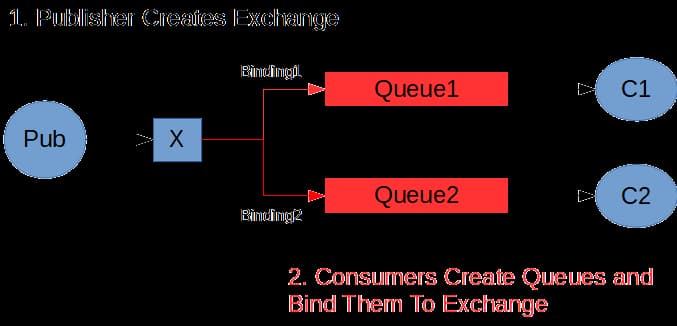 1. Publisher Creates Exchange
Binding1
Queue1
C1
Pub
X
Queue2
C2
Binding2
2. Consumers Create Queues and
Bind Them To Exchange